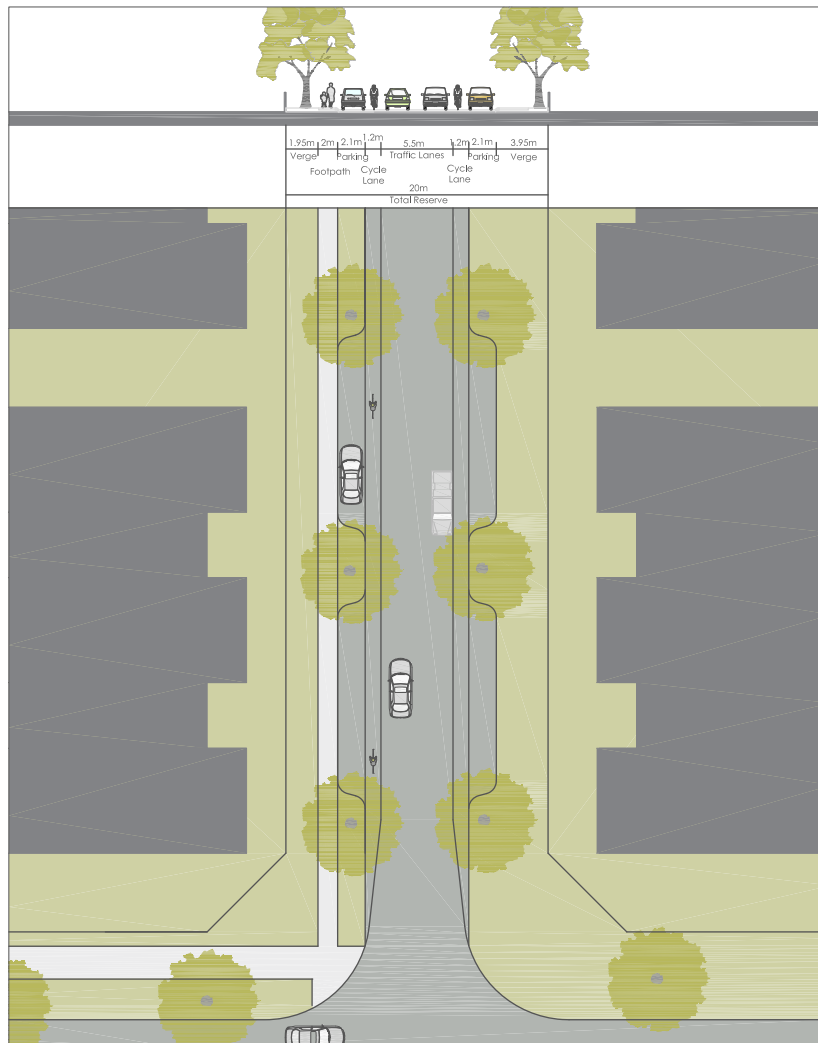 1.95m 2m 2.1m 1.2m 5.5m 1.2m 2.1m 3.95m
Verge Parking Traffic Lanes Parking Verge
Footpath Cycle Lane Cycle Lane
20m
Total Reserve